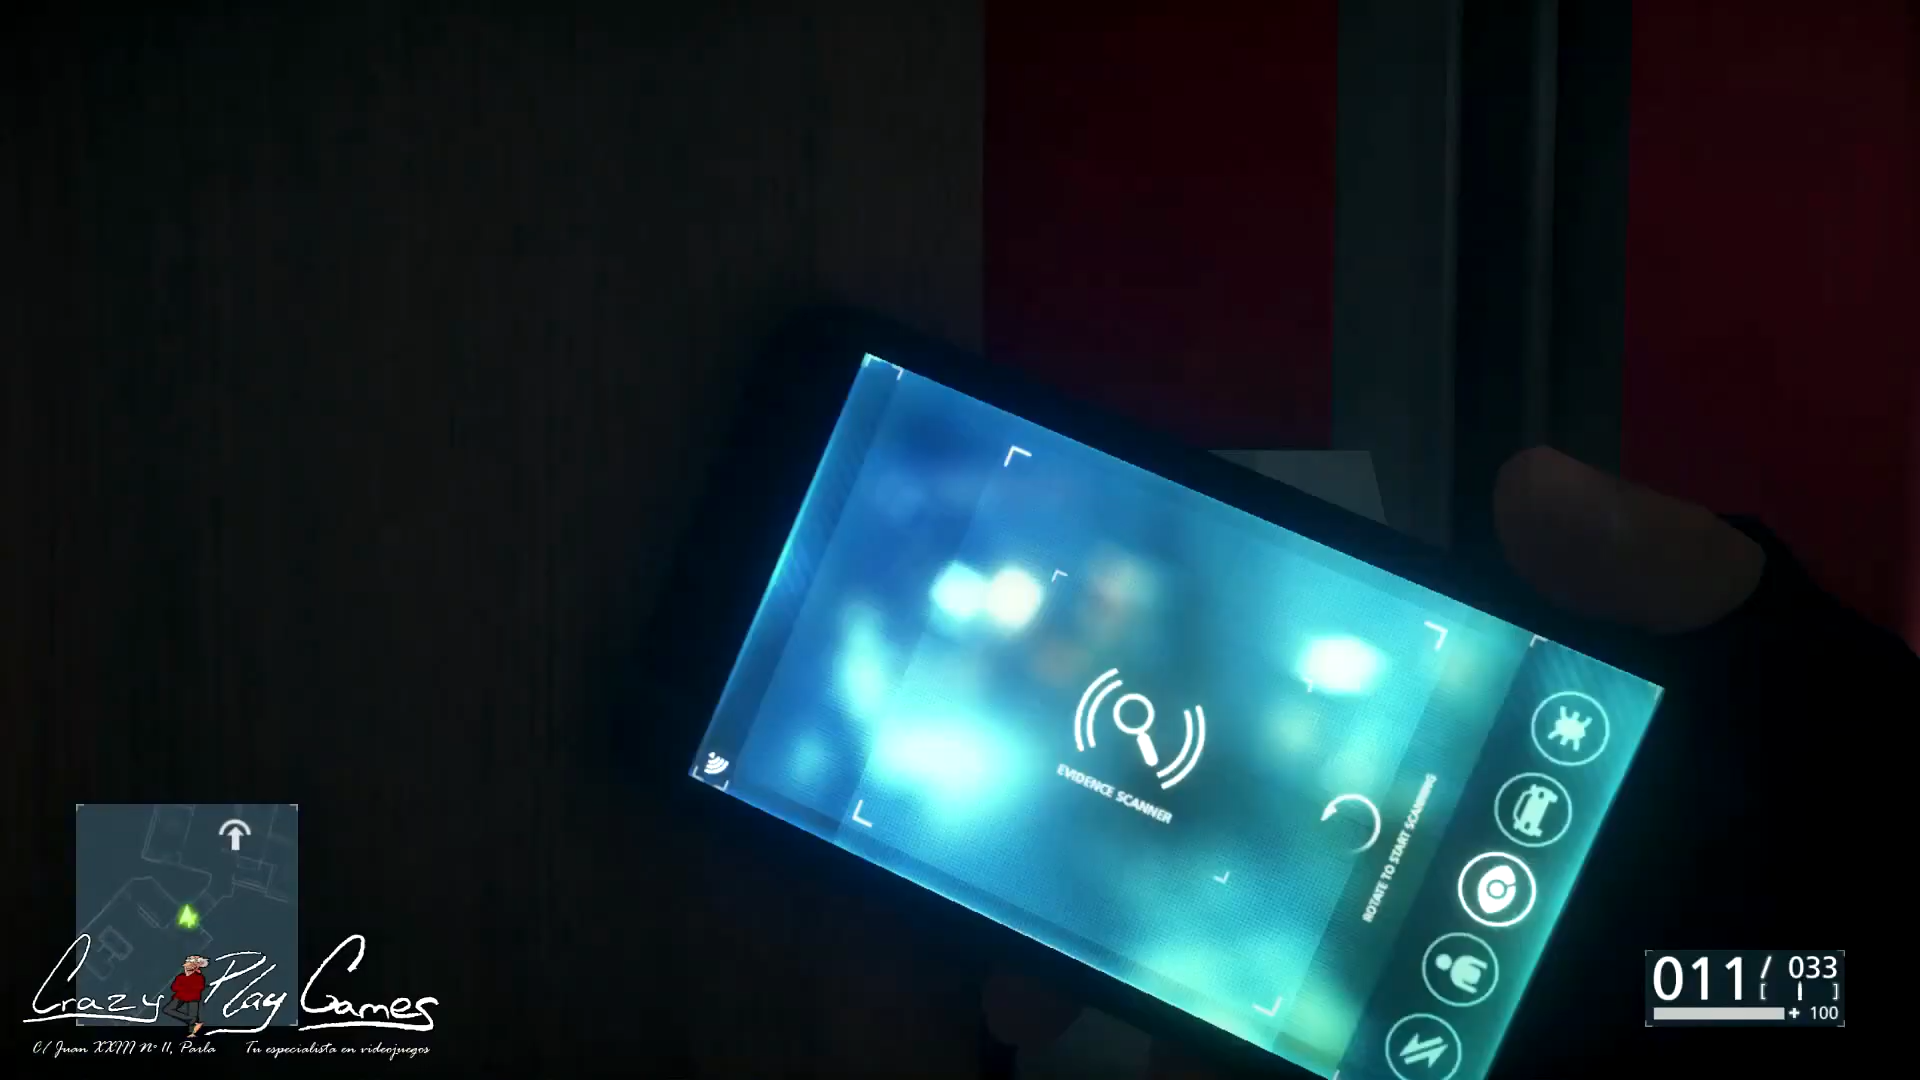 EVIDENCE SCANNER
ROTATE TO START SCANNING
011 / 033
[ | ]
+ 100
Crazy Play Games
C/ Juan XXIII Nº 11, Parla Tu especialista en videojuegos